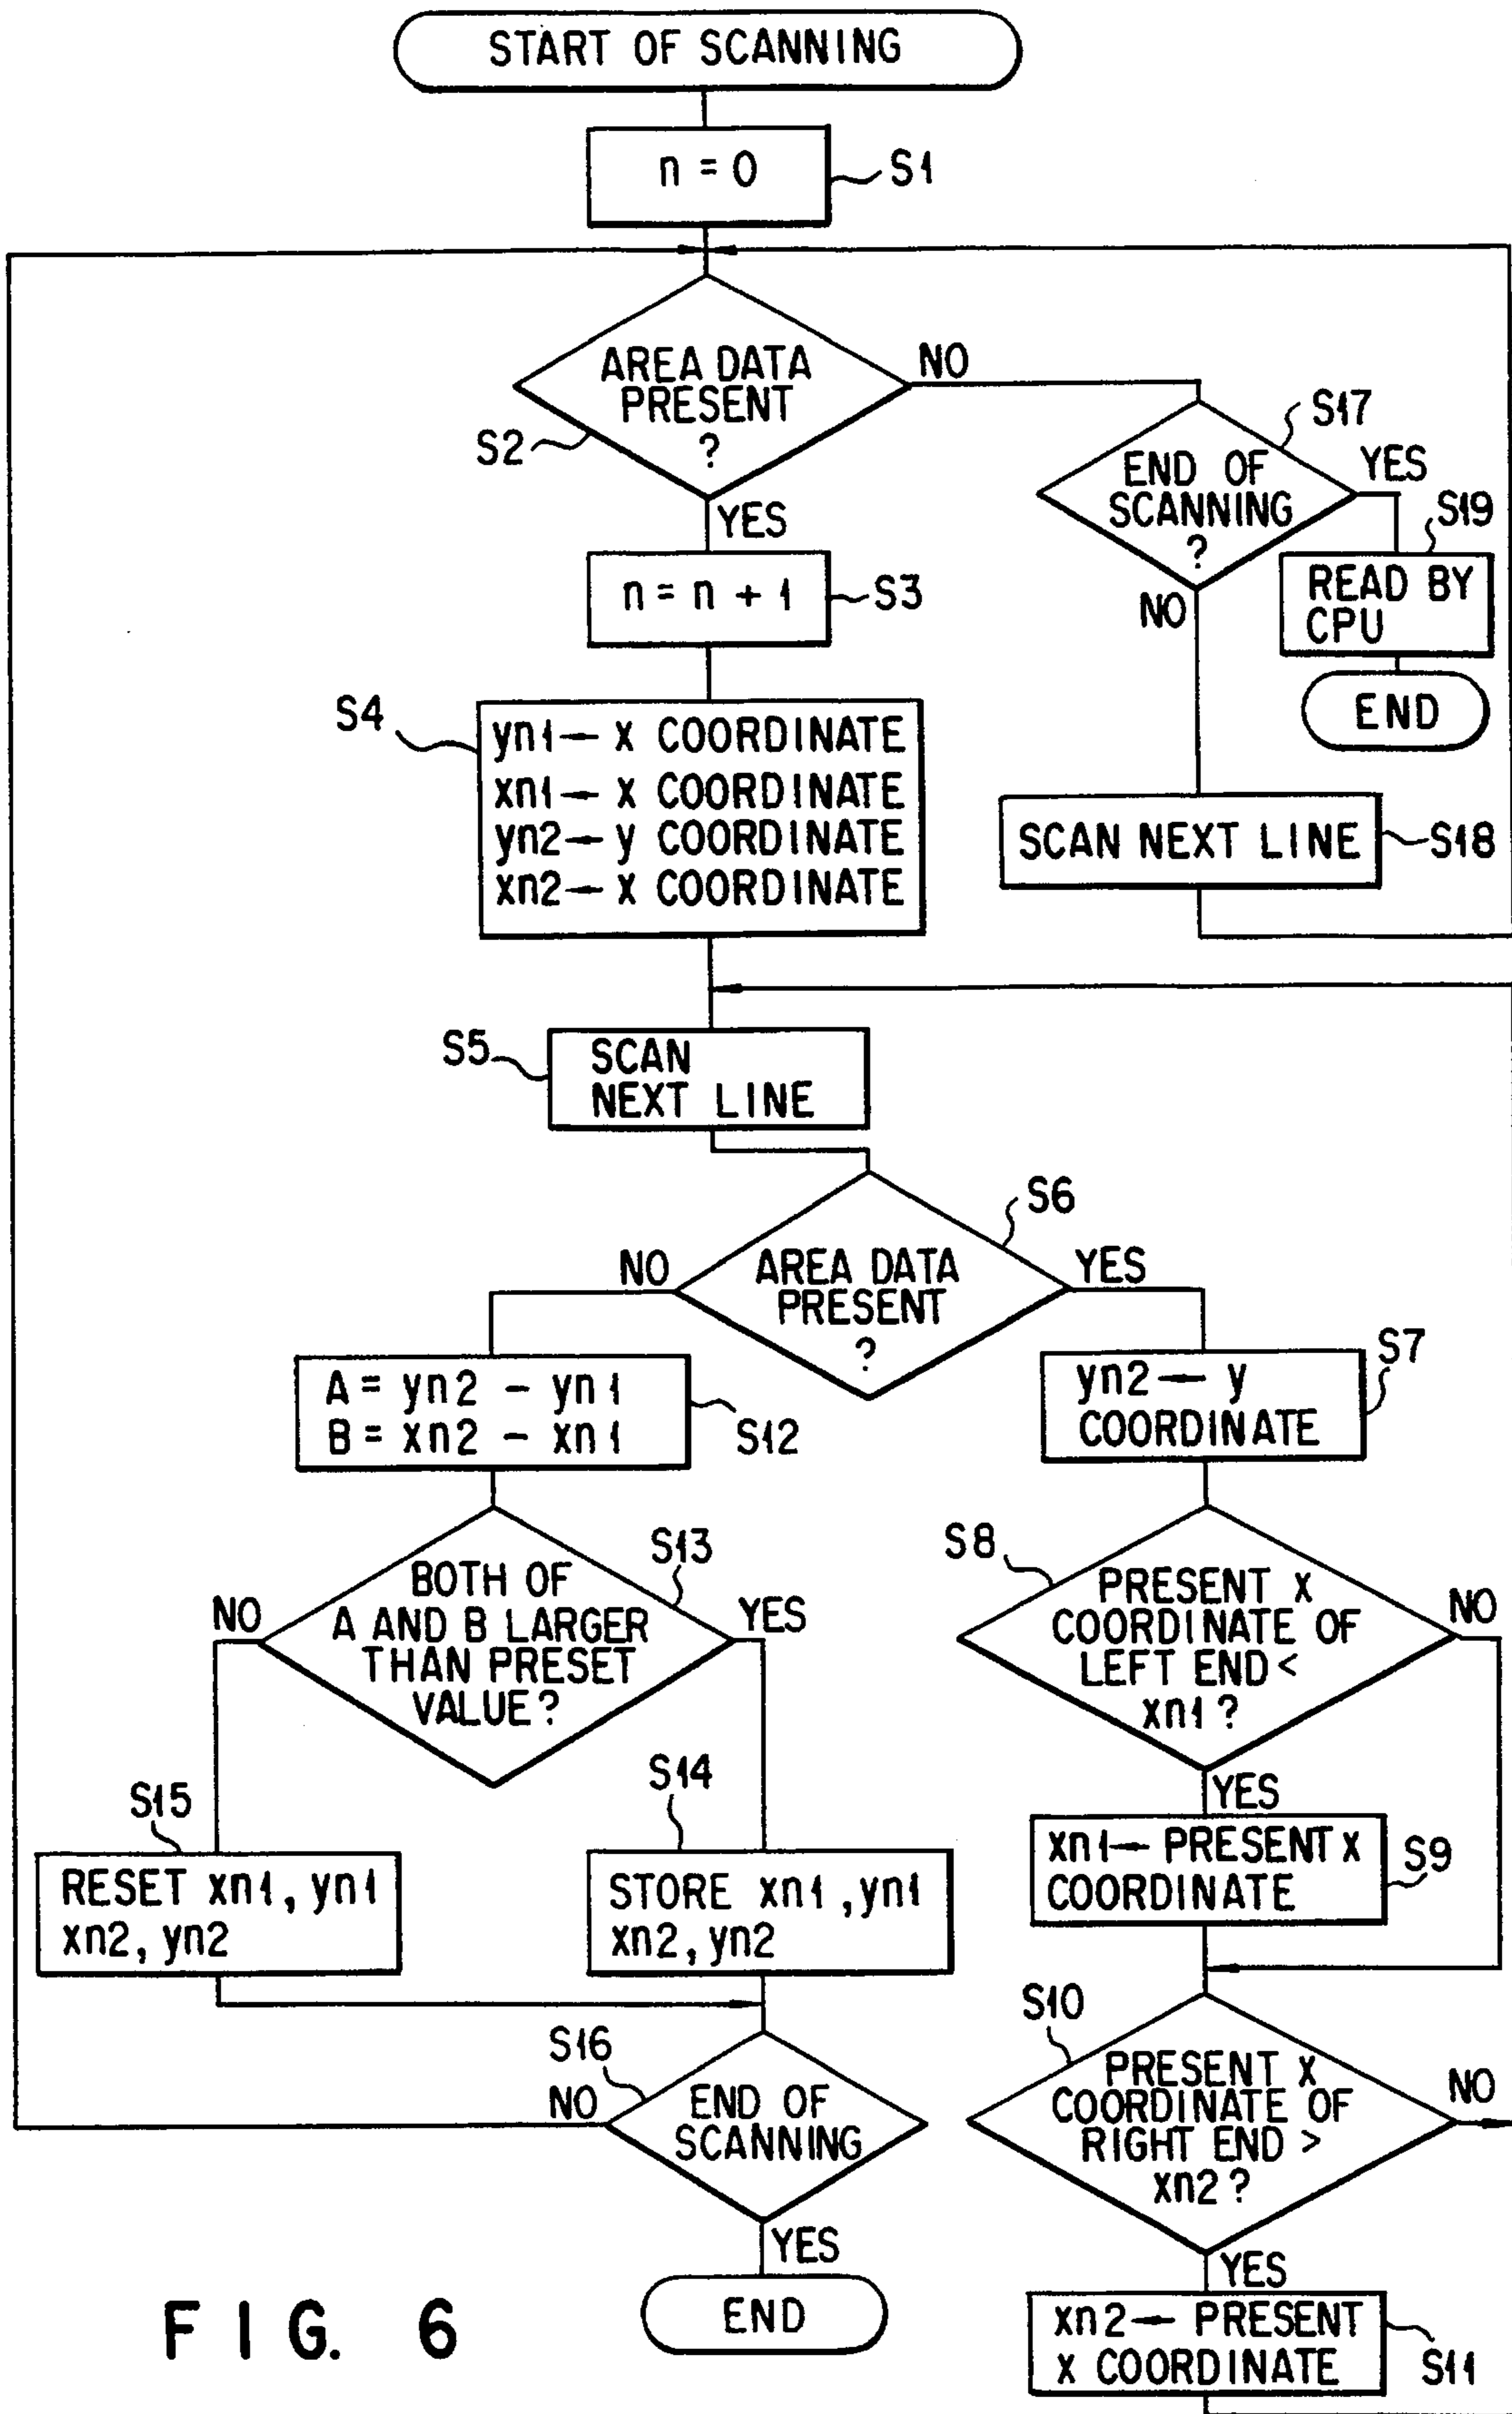 START OF SCANNING
n = 0
S1
AREA DATA
PRESENT
?
S2
NO
YES
S17
END OF
SCANNING
?
YES
NO
S19
READ BY
CPU
END
n = n + 1
S3
S4
yn1 ← x COORDINATE
xn1 ← x COORDINATE
yn2 ← y COORDINATE
xn2 ← x COORDINATE
SCAN NEXT LINE
S18
S5
SCAN
NEXT LINE
S6
AREA DATA
PRESENT
?
NO
YES
A = yn2 - yn1
B = xn2 - xn1
S12
yn2 ← y
COORDINATE
S7
S13
BOTH OF
A AND B LARGER
THAN PRESET
VALUE?
NO
YES
S8
PRESENT x
COORDINATE OF
LEFT END <
xn1?
NO
YES
S15
RESET xn1, yn1
xn2, yn2
S14
STORE xn1, yn1
xn2, yn2
xn1 ← PRESENT x
COORDINATE
S9
S16
END OF
SCANNING
NO
YES
END
S10
PRESENT x
COORDINATE OF
RIGHT END >
xn2?
NO
YES
xn2 ← PRESENT
x COORDINATE
S11
FIG. 6